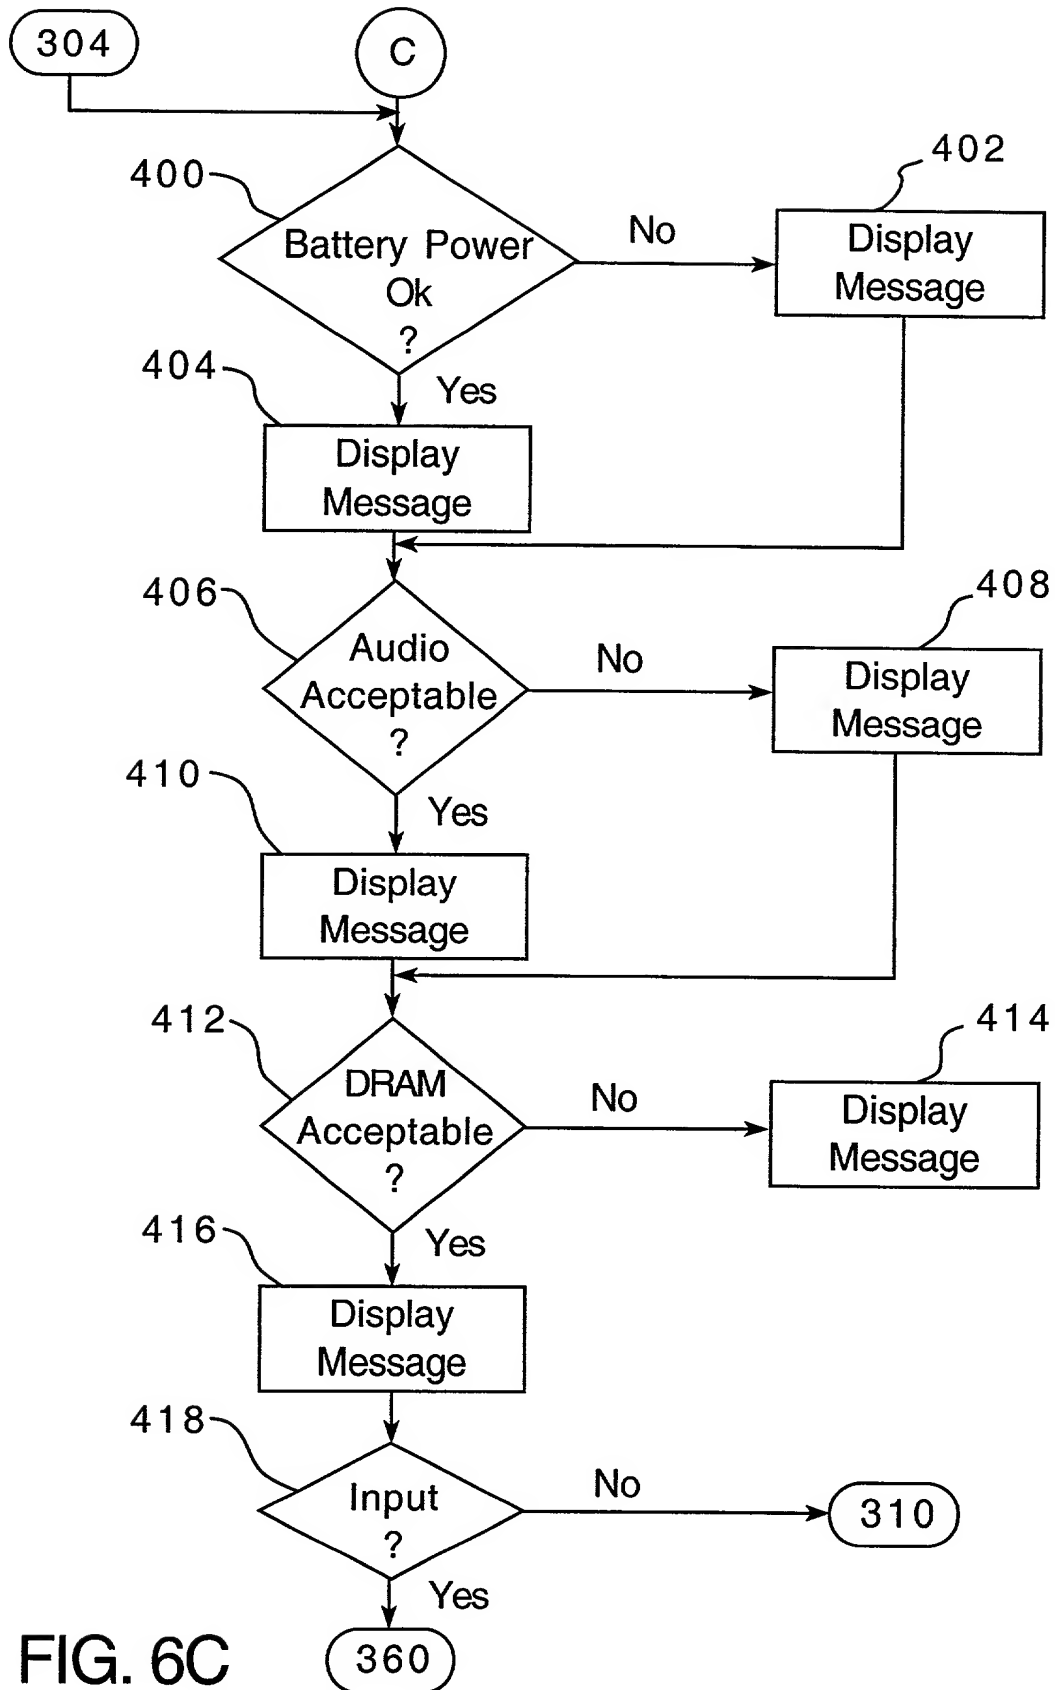 304
C
400
402
Battery Power
Ok
?
No
Display
Message
404
Yes
Display
Message
406
408
Audio
Acceptable
?
No
Display
Message
410
Yes
Display
Message
412
414
DRAM
Acceptable
?
No
Display
Message
416
Yes
Display
Message
418
Input
?
No
310
Yes
360
FIG. 6C